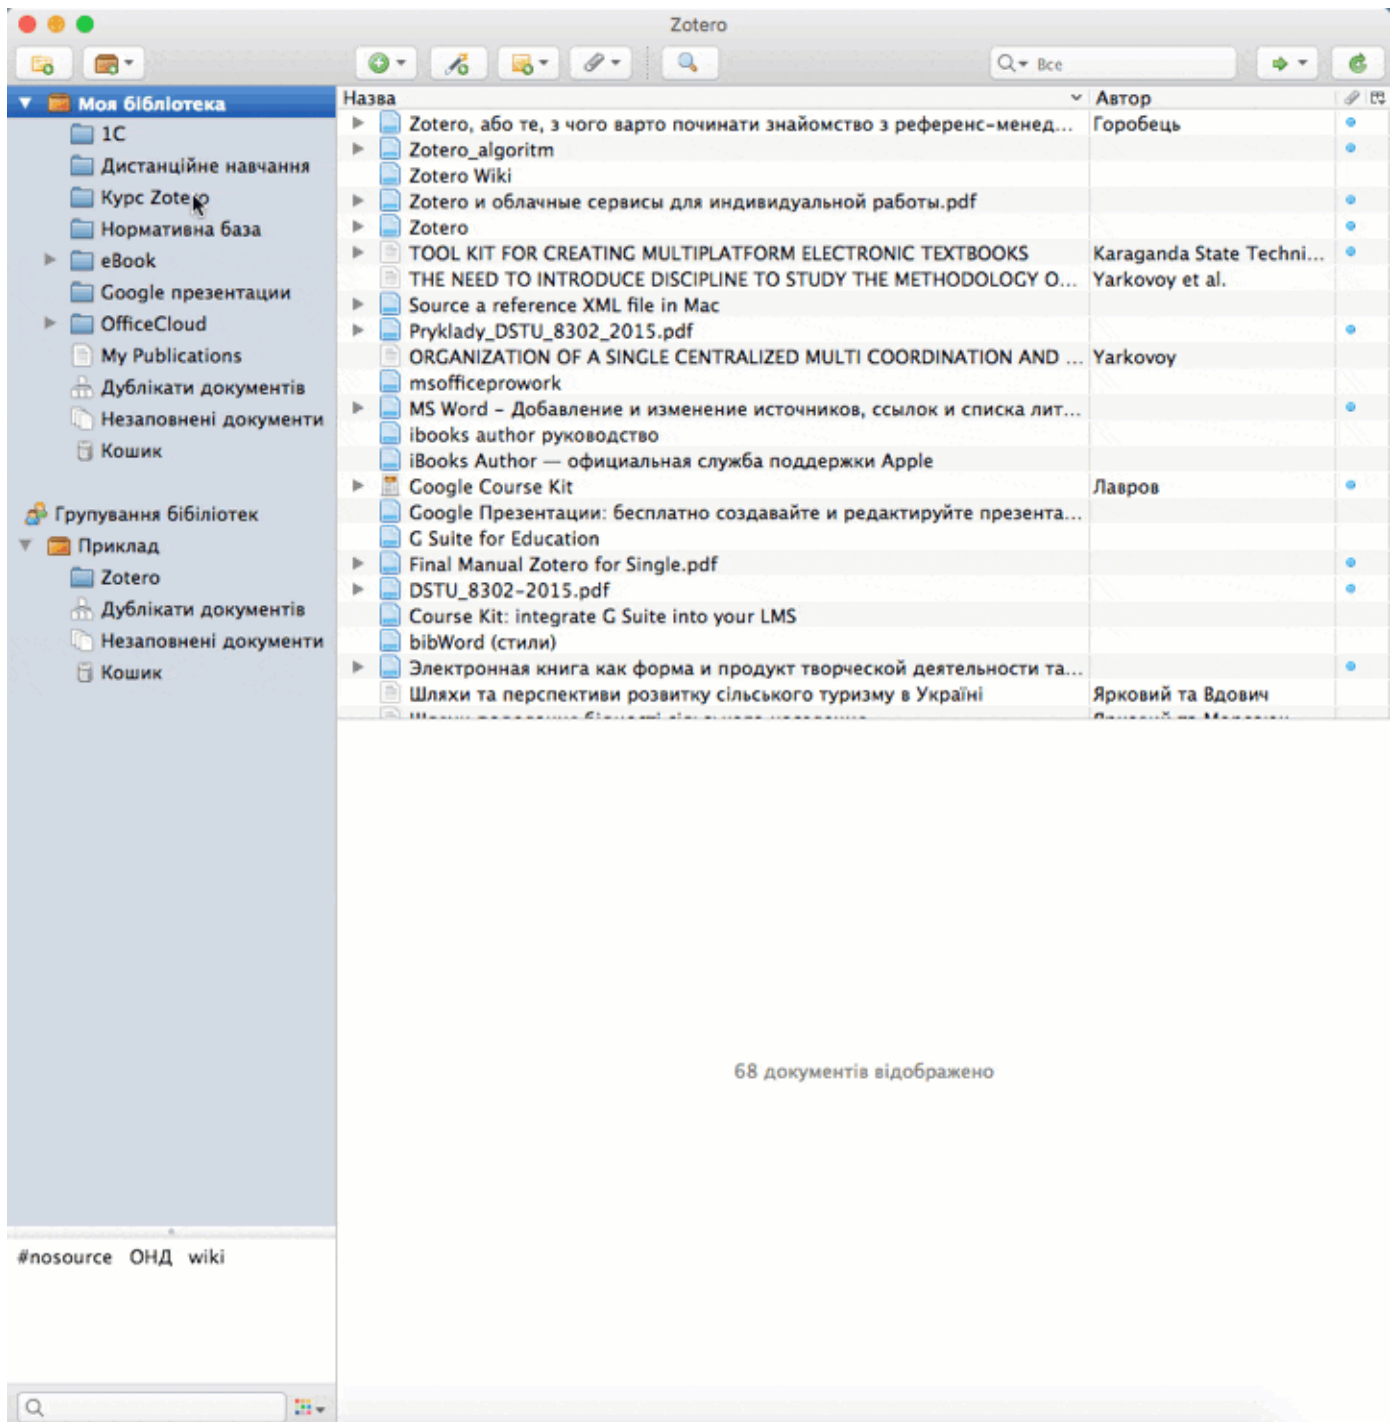 Zotero
Все
Моя бібліотека
1C
Дистанційне навчання
Курс Zotero
Нормативна база
eBook
Google презентации
OfficeCloud
My Publications
Дублікати документів
Незаповнені документи
Кошик
Групування бібіліотек
Приклад
Zotero
Дублікати документів
Незаповнені документи
Кошик
#nosource ОНД wiki
Назва Автор
Zotero, або те, з чого варто починати знайомство з референс-менед... Горобець
Zotero_algoritm
Zotero Wiki
Zotero и облачные сервисы для индивидуальной работы.pdf
Zotero
TOOL KIT FOR CREATING MULTIPLATFORM ELECTRONIC TEXTBOOKS Karaganda State Techni...
THE NEED TO INTRODUCE DISCIPLINE TO STUDY THE METHODOLOGY O... Yarkovoy et al.
Source a reference XML file in Mac
Pryklady_DSTU_8302_2015.pdf
ORGANIZATION OF A SINGLE CENTRALIZED MULTI COORDINATION AND ... Yarkovoy
msofficeprowork
MS Word – Добавление и изменение источников, ссылок и списка лит...
ibooks author руководство
iBooks Author — официальная служба поддержки Apple
Google Course Kit Лавров
Google Презентации: бесплатно создавайте и редактируйте презента...
G Suite for Education
Final Manual Zotero for Single.pdf
DSTU_8302-2015.pdf
Course Kit: integrate G Suite into your LMS
bibWord (стили)
Электронная книга как форма и продукт творческой деятельности та...
Шляхи та перспективи розвитку сільського туризму в Україні Ярковий та Вдович
68 документів відображено